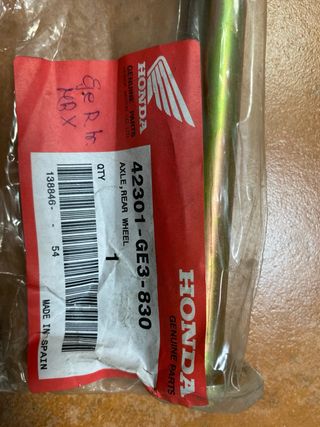 HONDA
GENUINE PARTS
42301-GE3-830
AXLE, REAR WHEEL
QTY
1
138846- - 54
MADE IN SPAIN
HONDA
GENUINE PARTS